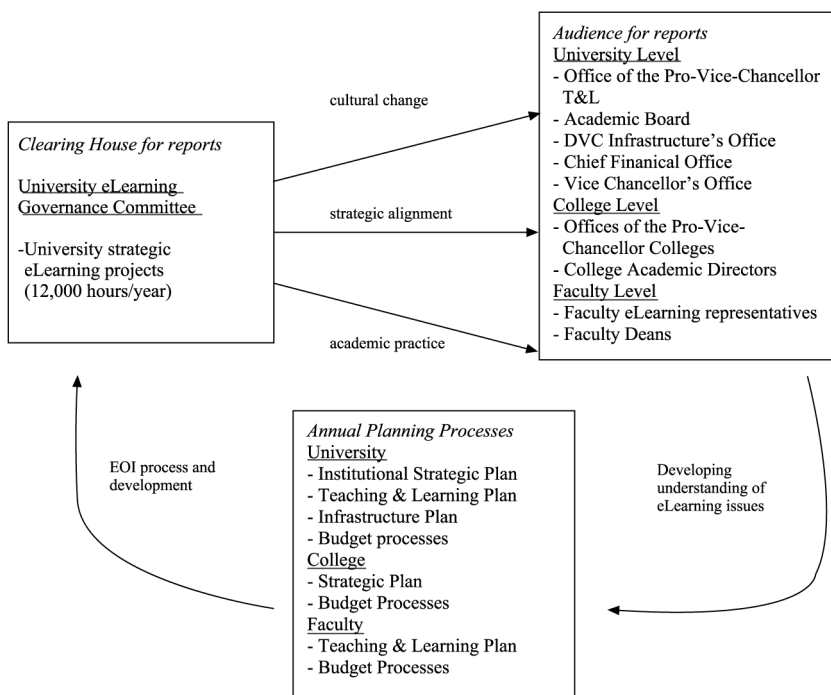 Clearing House for reports
University eLearning
Governance Committee
-University strategic
eLearning projects
(12,000 hours/year)
cultural change
strategic alignment
academic practice
Audience for reports
University Level
- Office of the Pro-Vice-Chancellor
T&L
- Academic Board
- DVC Infrastructure's Office
- Chief Finanical Office
- Vice Chancellor's Office
College Level
- Offices of the Pro-Vice-
Chancellor Colleges
- College Academic Directors
Faculty Level
- Faculty eLearning representatives
- Faculty Deans
EOI process and
development
Annual Planning Processes
University
- Institutional Strategic Plan
- Teaching & Learning Plan
- Infrastructure Plan
- Budget processes
College
- Strategic Plan
- Budget Processes
Faculty
- Teaching & Learning Plan
- Budget Processes
Developing
understanding of
eLearning issues